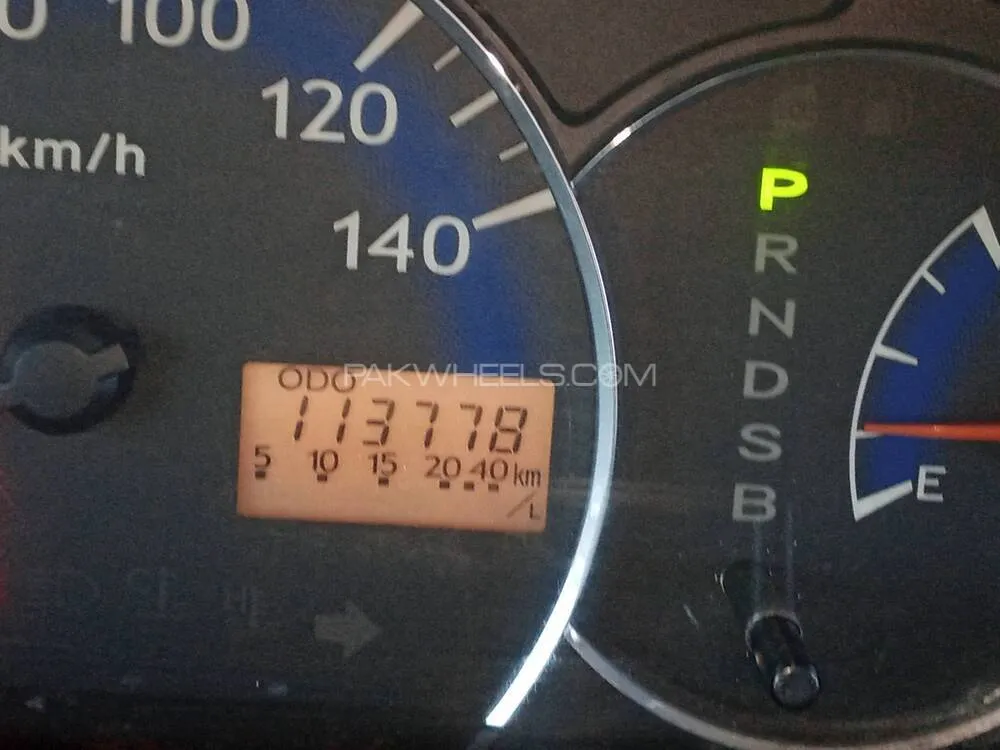 100
120
km/h
140
P
R
N
D
S
B
E
PAKWHEELS.COM
ODO
113778
5 10 15 20 40 km/L